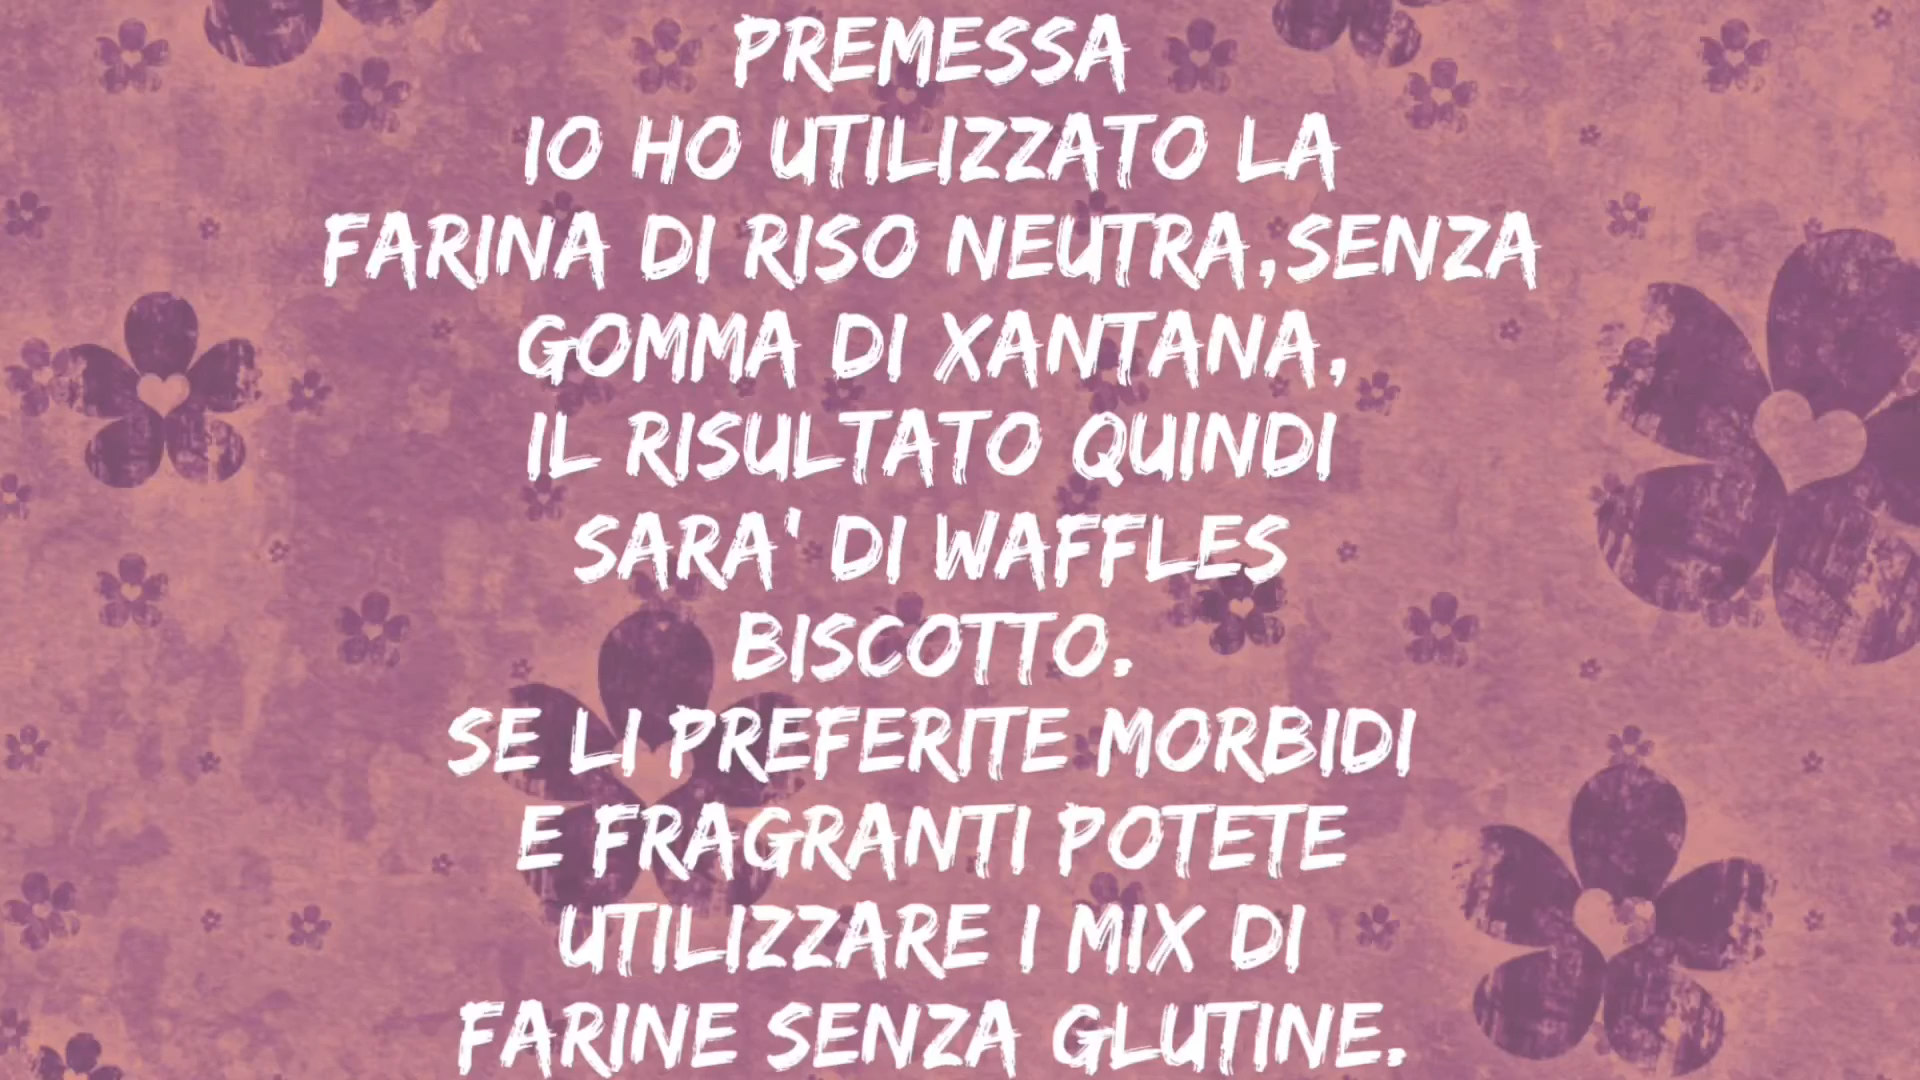 PREMESSA
IO HO UTILIZZATO LA
FARINA DI RISO NEUTRA,SENZA
GOMMA DI XANTANA,
IL RISULTATO QUINDI
SARA' DI WAFFLES
BISCOTTO.
SE LI PREFERITE MORBIDI
E FRAGRANTI POTETE
UTILIZZARE I MIX DI
FARINE SENZA GLUTINE.